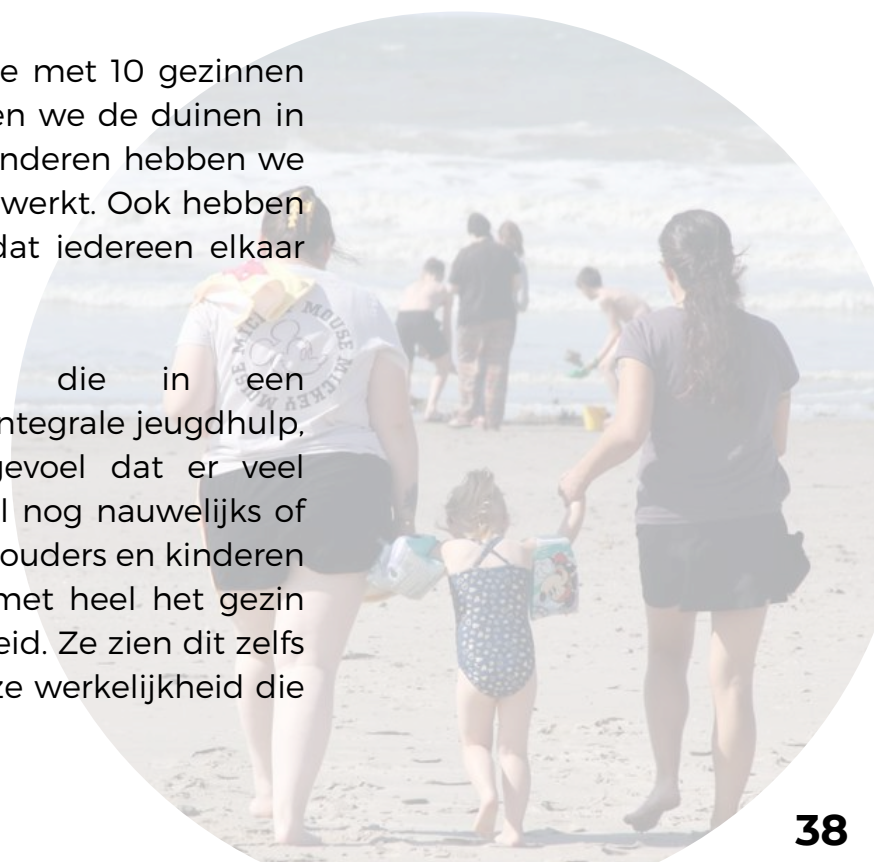 e met 10 gezinnen
en we de duinen in
nderen hebben we
werkt. Ook hebben
dat iedereen elkaar
die in een
ntegrale jeugdhulp,
gevoel dat er veel
l nog nauwelijks of
ouders en kinderen
met heel het gezin
eid. Ze zien dit zelfs
ze werkelijkheid die
MICKEY MOUSE MICKEY MOUSE
38